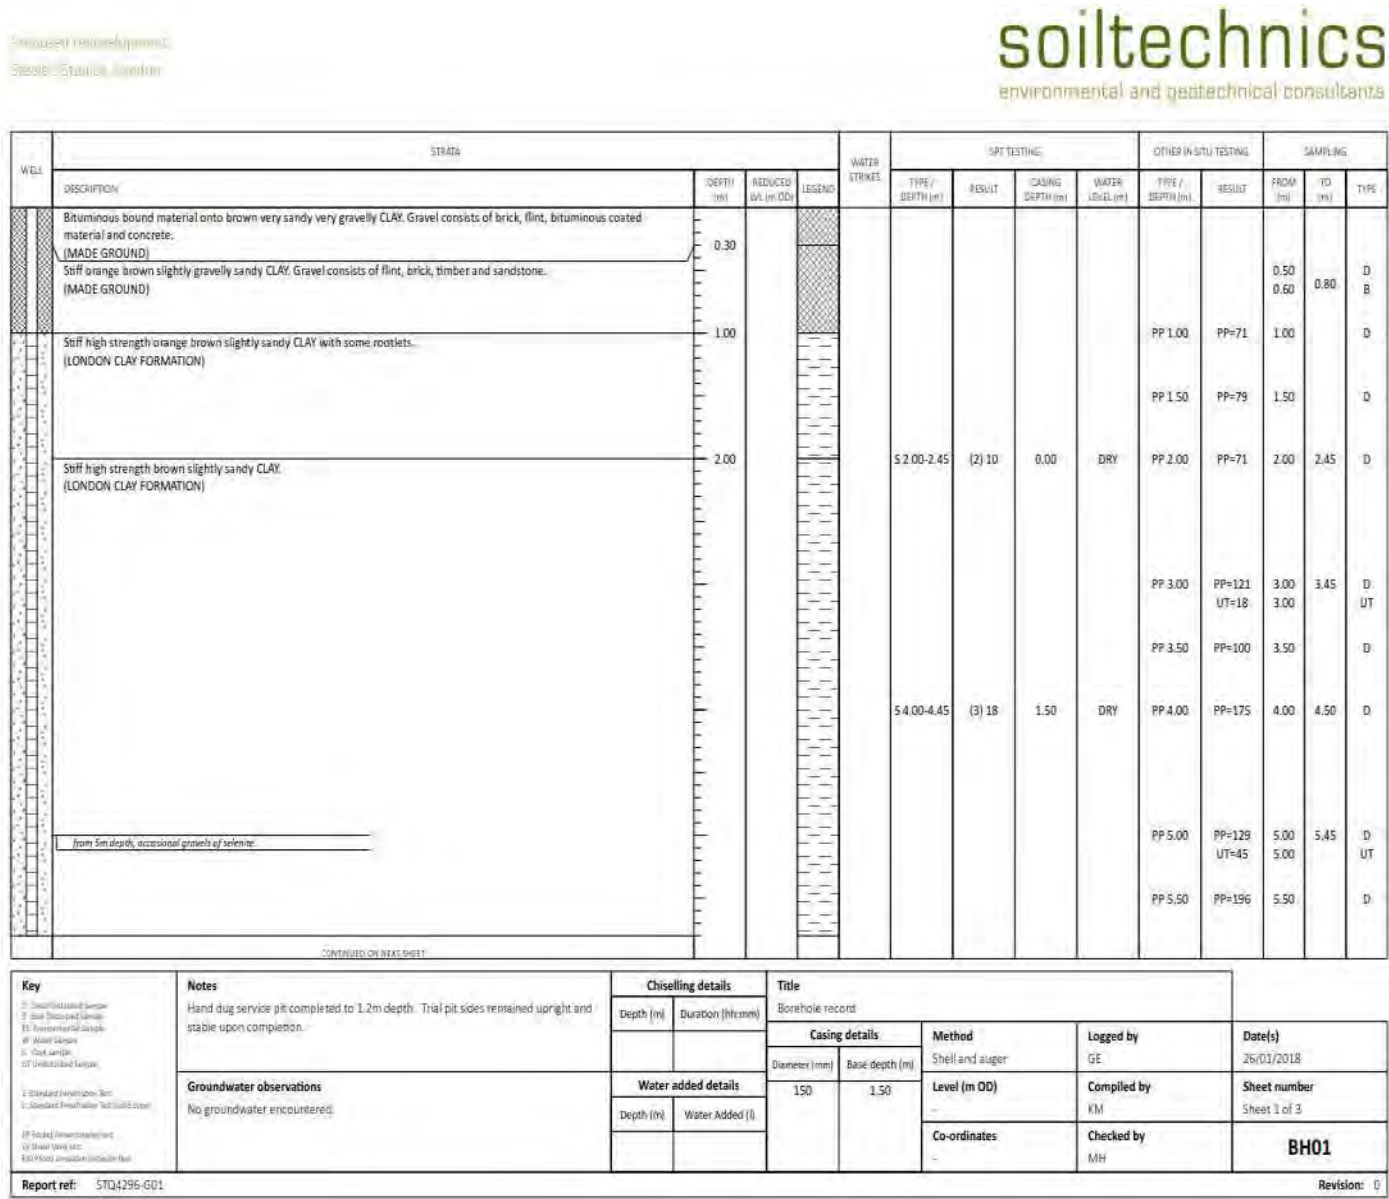 soiltechnics
environmental and geotechnical consultants
WELL
STRATA
WATER STRIKES
SPT TESTING
OTHER IN SITU TESTING
SAMPLING
DESCRIPTION
DEPTH (m)
REDUCED LVL (m OD)
LEGEND
TYPE / DEPTH (m)
RESULT
CASING DEPTH (m)
WATER LEVEL (m)
TYPE / DEPTH (m)
RESULT
FROM (m)
TO (m)
TYPE
Bituminous bound material onto brown very sandy very gravelly CLAY. Gravel consists of brick, flint, bituminous coated
material and concrete.
(MADE GROUND)
0.30
Stiff orange brown slightly gravelly sandy CLAY. Gravel consists of flint, brick, timber and sandstone.
(MADE GROUND)
0.50 D
0.60 0.80 B
1.00 PP 1.00 PP=71 1.00 D
Stiff high strength orange brown slightly sandy CLAY with some rootlets.
(LONDON CLAY FORMATION)
PP 1.50 PP=79 1.50 D
2.00 S 2.00-2.45 (2) 10 0.00 DRY PP 2.00 PP=71 2.00 2.45 D
Stiff high strength brown slightly sandy CLAY.
(LONDON CLAY FORMATION)
PP 3.00 PP=121 3.00 3.45 D
UT=18 3.00 UT
PP 3.50 PP=100 3.50 D
S 4.00-4.45 (3) 18 1.50 DRY PP 4.00 PP=175 4.00 4.50 D
from 5m depth, occasional gravels of selenite.
PP 5.00 PP=129 5.00 5.45 D
UT=45 5.00 UT
PP 5.50 PP=196 5.50 D
CONTINUED ON NEXT SHEET
Key
Notes
Hand dug service pit completed to 1.2m depth. Trial pit sides remained upright and
stable upon completion.
Groundwater observations
No groundwater encountered.
Chiselling details
Depth (m) Duration (hh:mm)
Water added details
Depth (m) Water Added (l)
Title
Borehole record
Casing details
Diameter (mm) Base depth (m)
150 1.50
Method
Shell and auger
Level (m OD)
-
Co-ordinates
-
Logged by
GE
Compiled by
KM
Checked by
MH
Date(s)
26/01/2018
Sheet number
Sheet 1 of 3
BH01
Report ref: STQ4296-G01
Revision: 0